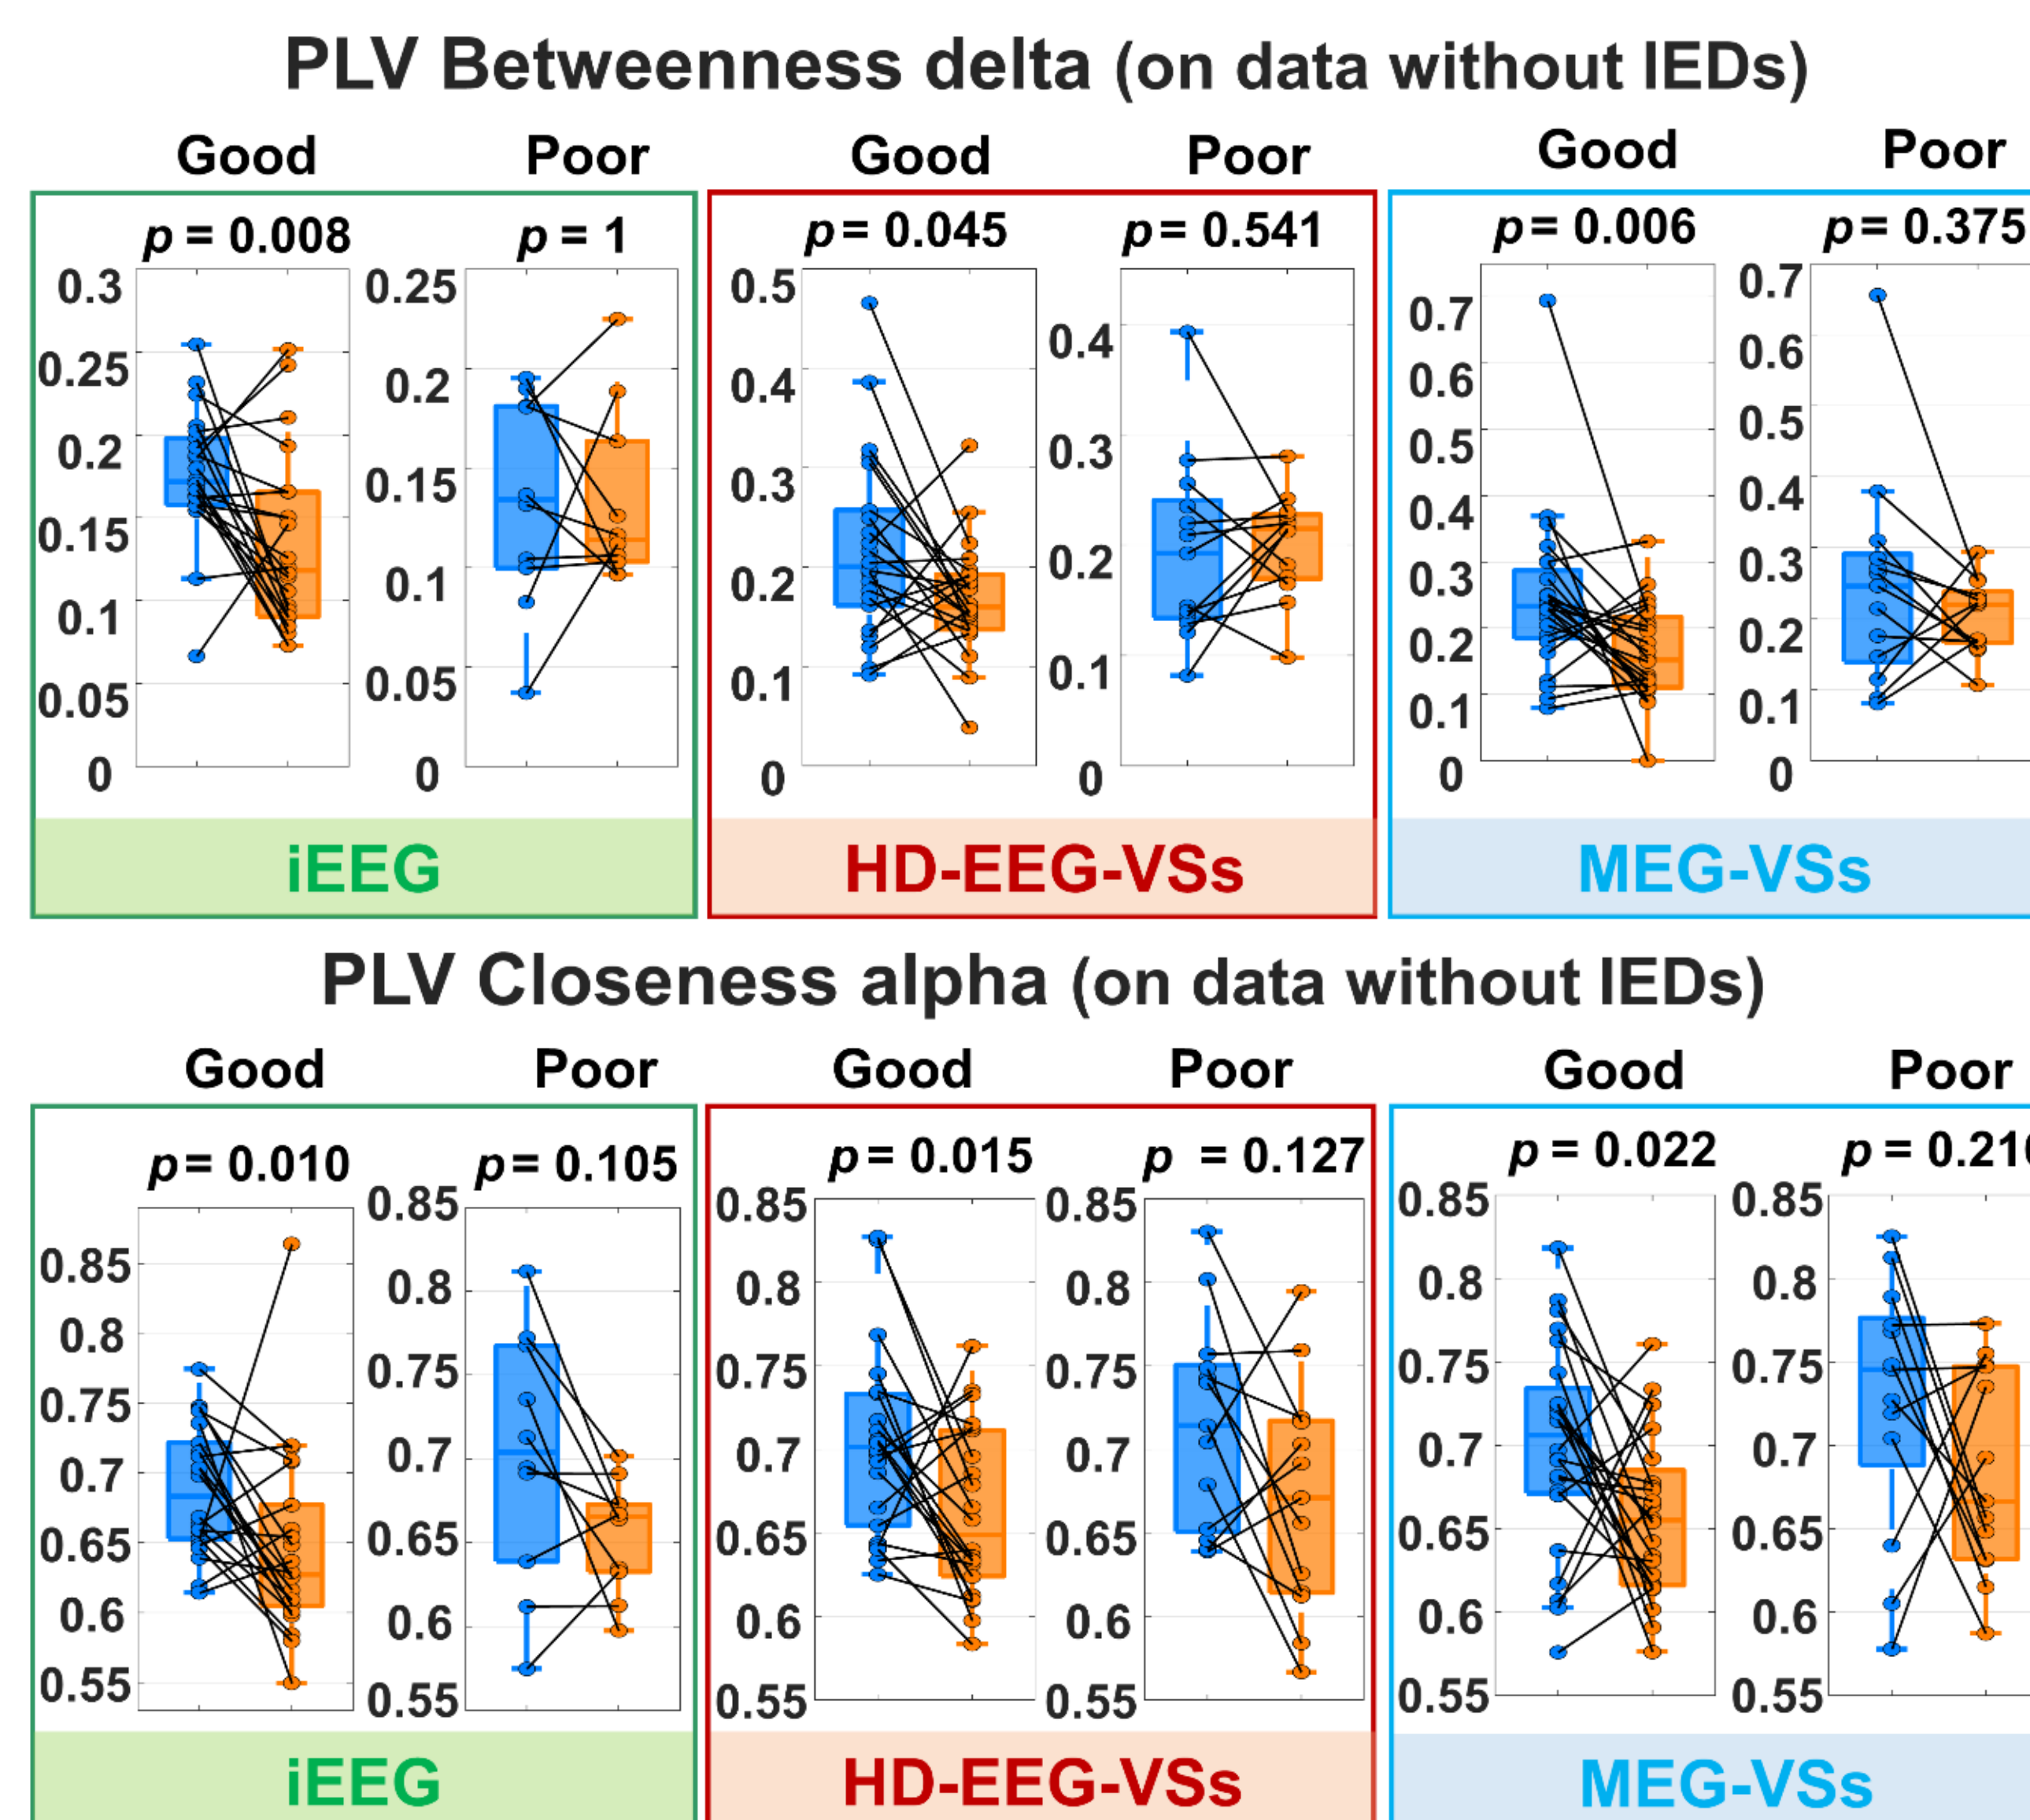 PLV Betweenness delta (on data without IEDs)
Good Poor Good Poor Good Poor
p = 0.008 p = 1 p = 0.045 p = 0.541 p = 0.006 p = 0.375
0.3 0.25 0.2 0.15 0.1 0.05 0
0.25 0.2 0.15 0.1 0.05 0
0.5 0.4 0.3 0.2 0.1 0
0.4 0.3 0.2 0.1 0
0.7 0.6 0.5 0.4 0.3 0.2 0.1 0
0.7 0.6 0.5 0.4 0.3 0.2 0.1 0
iEEG HD-EEG-VSs MEG-VSs
PLV Closeness alpha (on data without IEDs)
Good Poor Good Poor Good Poor
p = 0.010 p = 0.105 p = 0.015 p = 0.127 p = 0.022 p =
0.85 0.8 0.75 0.7 0.65 0.6 0.55
0.85 0.8 0.75 0.7 0.65 0.6 0.55
0.85 0.8 0.75 0.7 0.65 0.6 0.55
0.85 0.8 0.75 0.7 0.65 0.6 0.55
0.85 0.8 0.75 0.7 0.65 0.6 0.55
0.85 0.8 0.75 0.7 0.65 0.6 0.55
iEEG HD-EEG-VSs MEG-VSs